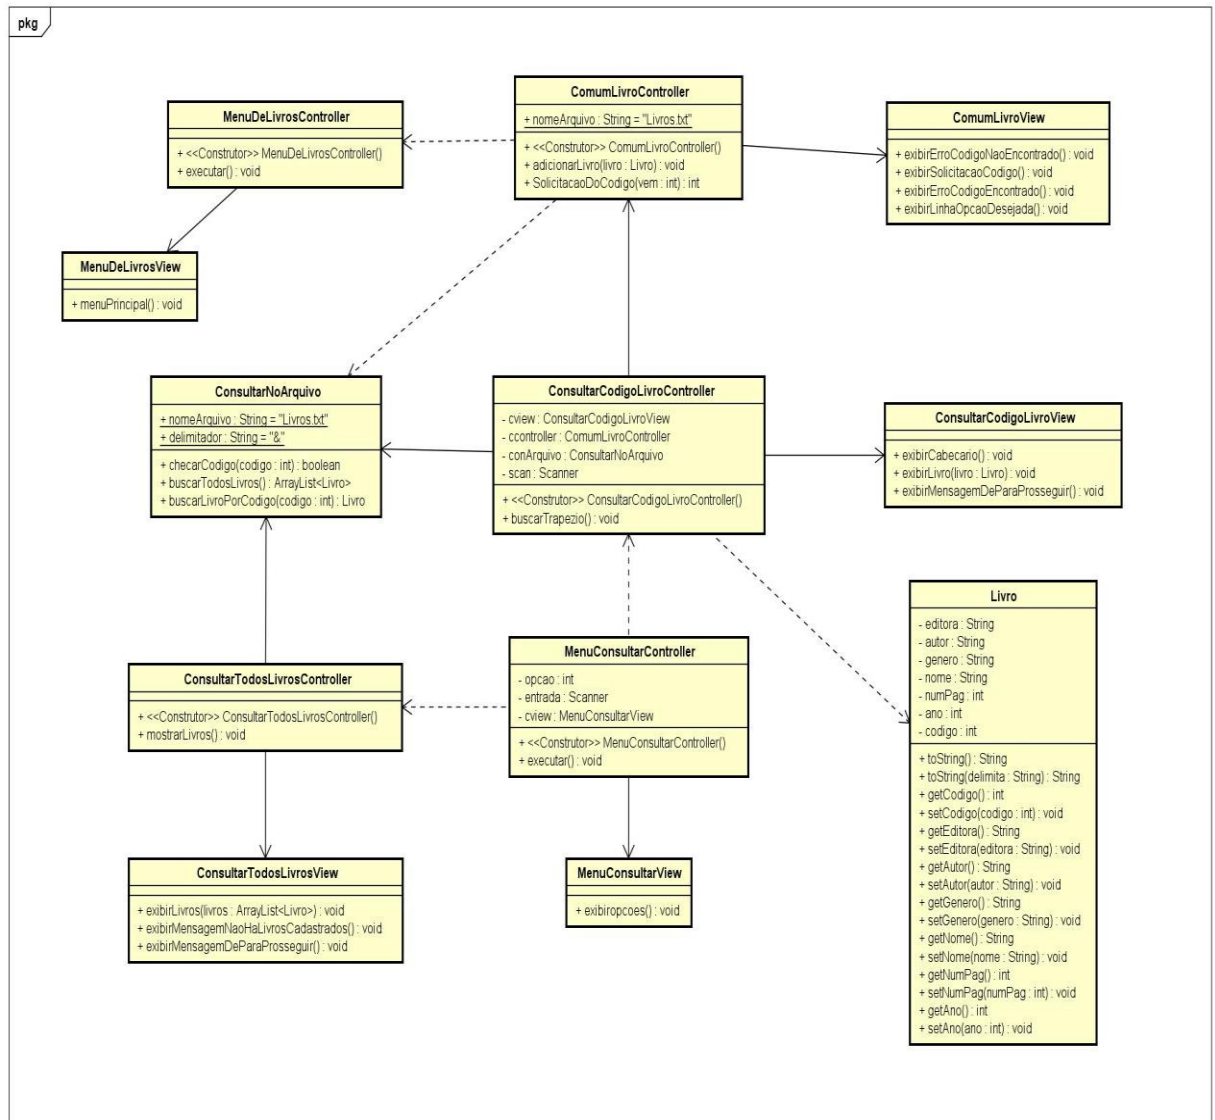 pkg
MenuDeLivrosController
+ <<Construtor>> MenuDeLivrosController()
+ executar() : void
ComumLivroController
+ nomeArquivo : String = "Livros.txt"
+ <<Construtor>> ComumLivroController()
+ adicionarLivro(livro : Livro) : void
+ SolicitacaoDoCodigo(vem : int) : int
ComumLivroView
+ exibirErroCodigoNaoEncontrado() : void
+ exibirSolicitacaoCodigo() : void
+ exibirErroCodigoEncontrado() : void
+ exibirLinhaOpcaoDesejada() : void
MenuDeLivrosView
+ menuPrincipal() : void
ConsultarNoArquivo
+ nomeArquivo : String = "Livros.txt"
+ delimitador : String = "&"
+ checarCodigo(codigo : int) : boolean
+ buscarTodosLivros() : ArrayList<Livro>
+ buscarLivroPorCodigo(codigo : int) : Livro
ConsultarCodigoLivroController
- cview : ConsultarCodigoLivroView
- ccontroller : ComumLivroController
- conArquivo : ConsultarNoArquivo
- scan : Scanner
+ <<Construtor>> ConsultarCodigoLivroController()
+ buscarTrapezio() : void
ConsultarCodigoLivroView
+ exibirCabecario() : void
+ exibirLivro(livro : Livro) : void
+ exibirMensagemDeParaProsseguir() : void
Livro
- editora : String
- autor : String
- genero : String
- nome : String
- numPag : int
- ano : int
- codigo : int
+ toString() : String
+ toString(delimita : String) : String
+ getCodigo() : int
+ setCodigo(codigo : int) : void
+ getEditora() : String
+ setEditora(editora : String) : void
+ getAutor() : String
+ setAutor(autor : String) : void
+ getGenero() : String
+ setGenero(genero : String) : void
+ getNome() : String
+ setNome(nome : String) : void
+ getNumPag() : int
+ setNumPag(numPag : int) : void
+ getAno() : int
+ setAno(ano : int) : void
ConsultarTodosLivrosController
+ <<Construtor>> ConsultarTodosLivrosController()
+ mostrarLivros() : void
MenuConsultarController
- opcao : int
- entrada : Scanner
- cview : MenuConsultarView
+ <<Construtor>> MenuConsultarController()
+ executar() : void
ConsultarTodosLivrosView
+ exibirLivros(livros : ArrayList<Livro>) : void
+ exibirMensagemNaoHaLivrosCadastrados() : void
+ exibirMensagemDeParaProsseguir() : void
MenuConsultarView
+ exibiropcoes() : void